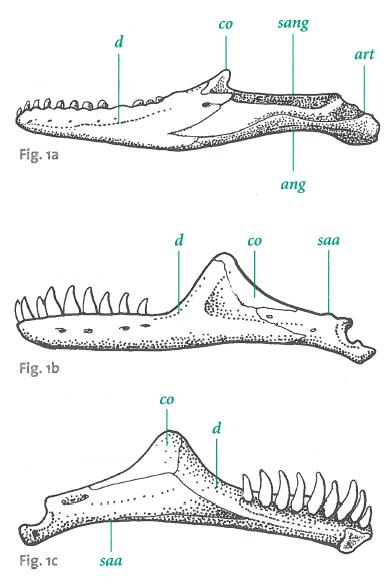 co
sang
d
art
Fig. 1a
ang
d
co
saa
Fig. 1b
co
d
Fig. 1c
saa